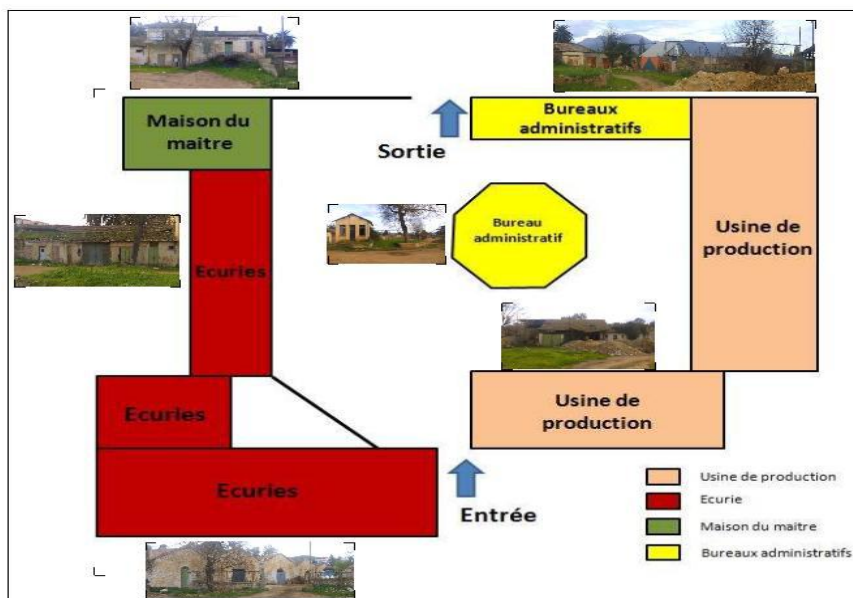 Maison du
maître
Sortie
Bureaux
administratifs
Ecuries
Bureau
administratif
Usine de
production
Ecuries
Usine de
production
Ecuries
Entrée
Usine de production
Ecurie
Maison du maitre
Bureaux administratifs